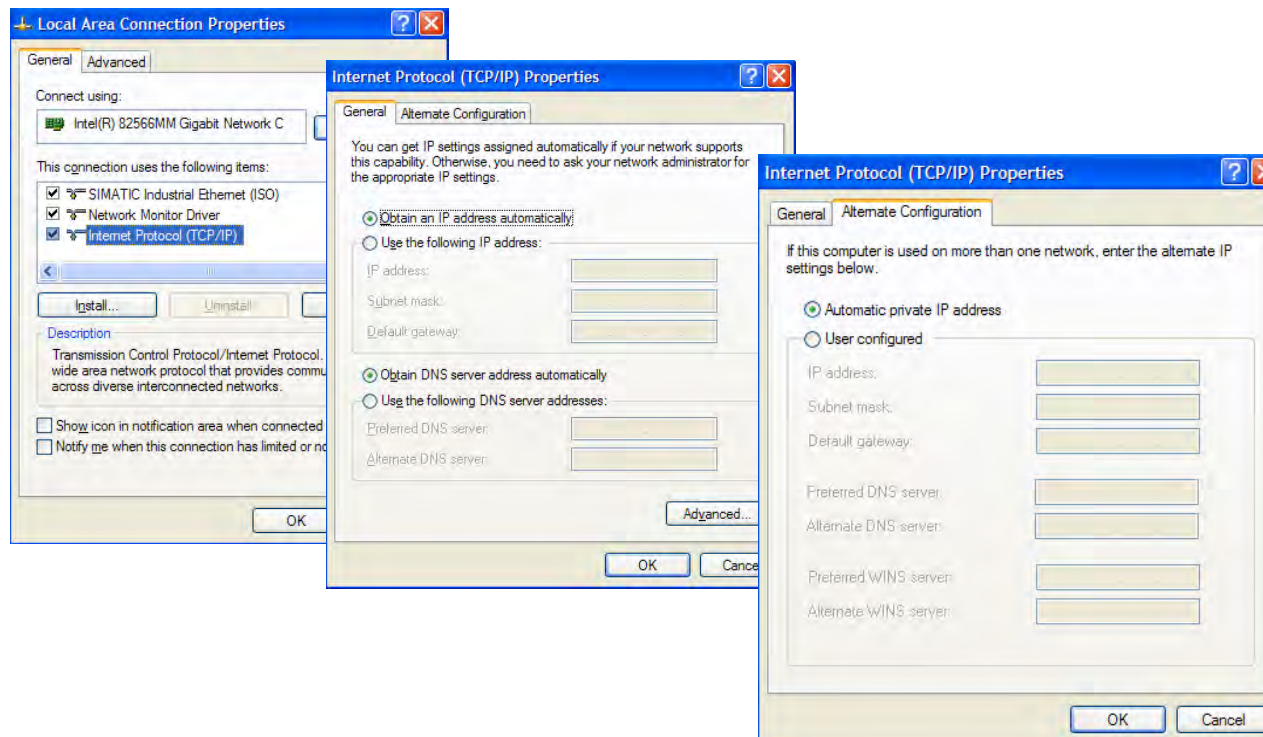 Local Area Connection Properties
General
Advanced
Connect using:
Intel(R) 82566MM Gigabit Network C
This connection uses the following items:
SIMATIC Industrial Ethernet (ISO)
Network Monitor Driver
Internet Protocol (TCP/IP)
Install...
Uninstall
Description
Transmission Control Protocol/Internet Protocol.
wide area network protocol that provides
across diverse interconnected networks.
Show icon in notification area when connected
Notify me when this connection has limited or
OK
Internet Protocol (TCP/IP) Properties
General
Alternate Configuration
You can get IP settings assigned automatically if your network supports
this capability. Otherwise, you need to ask your network administrator for
the appropriate IP settings.
Obtain an IP address automatically
Use the following IP address:
IP address:
Subnet mask:
Default gateway:
Obtain DNS server address automatically
Use the following DNS server addresses:
Preferred DNS server:
Alternate DNS server:
Advanced...
OK
Cance
Internet Protocol (TCP/IP) Properties
General
Alternate Configuration
If this computer is used on more than one network, enter the alternate IP
settings below.
Automatic private IP address
User configured
IP address:
Subnet mask:
Default gateway:
Preferred DNS server:
Alternate DNS server:
Preferred WINS server:
Alternate WINS server:
OK
Cancel